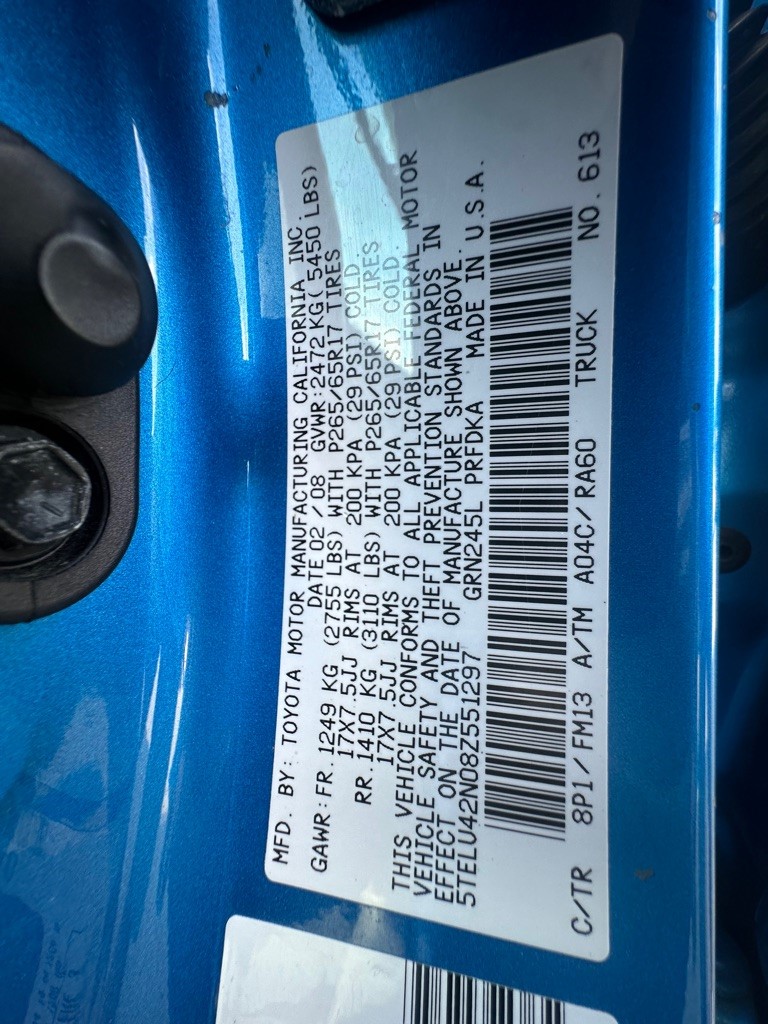 MFD. BY: TOYOTA MOTOR MANUFACTURING CALIFORNIA INC.
DATE 02 / 08 GVWR: 2472 KG ( 5450 LBS)
GAWR: FR. 1249 KG (2755 LBS) WITH P265/65R17 TIRES
17X7.5JJ RIMS AT 200 KPA (29 PSI) COLD.
RR. 1410 KG (3110 LBS) WITH P265/65R17 TIRES
17X7.5JJ RIMS AT 200 KPA (29 PSI) COLD.
THIS VEHICLE CONFORMS TO ALL APPLICABLE FEDERAL MOTOR
VEHICLE SAFETY AND THEFT PREVENTION STANDARDS IN
EFFECT ON THE DATE OF MANUFACTURE SHOWN ABOVE.
5TELU42N08Z551297 GRN245L PRFDKA MADE IN U.S.A.
C/TR 8P1/FM13 A/TM A04C/RA60 TRUCK NO. 613